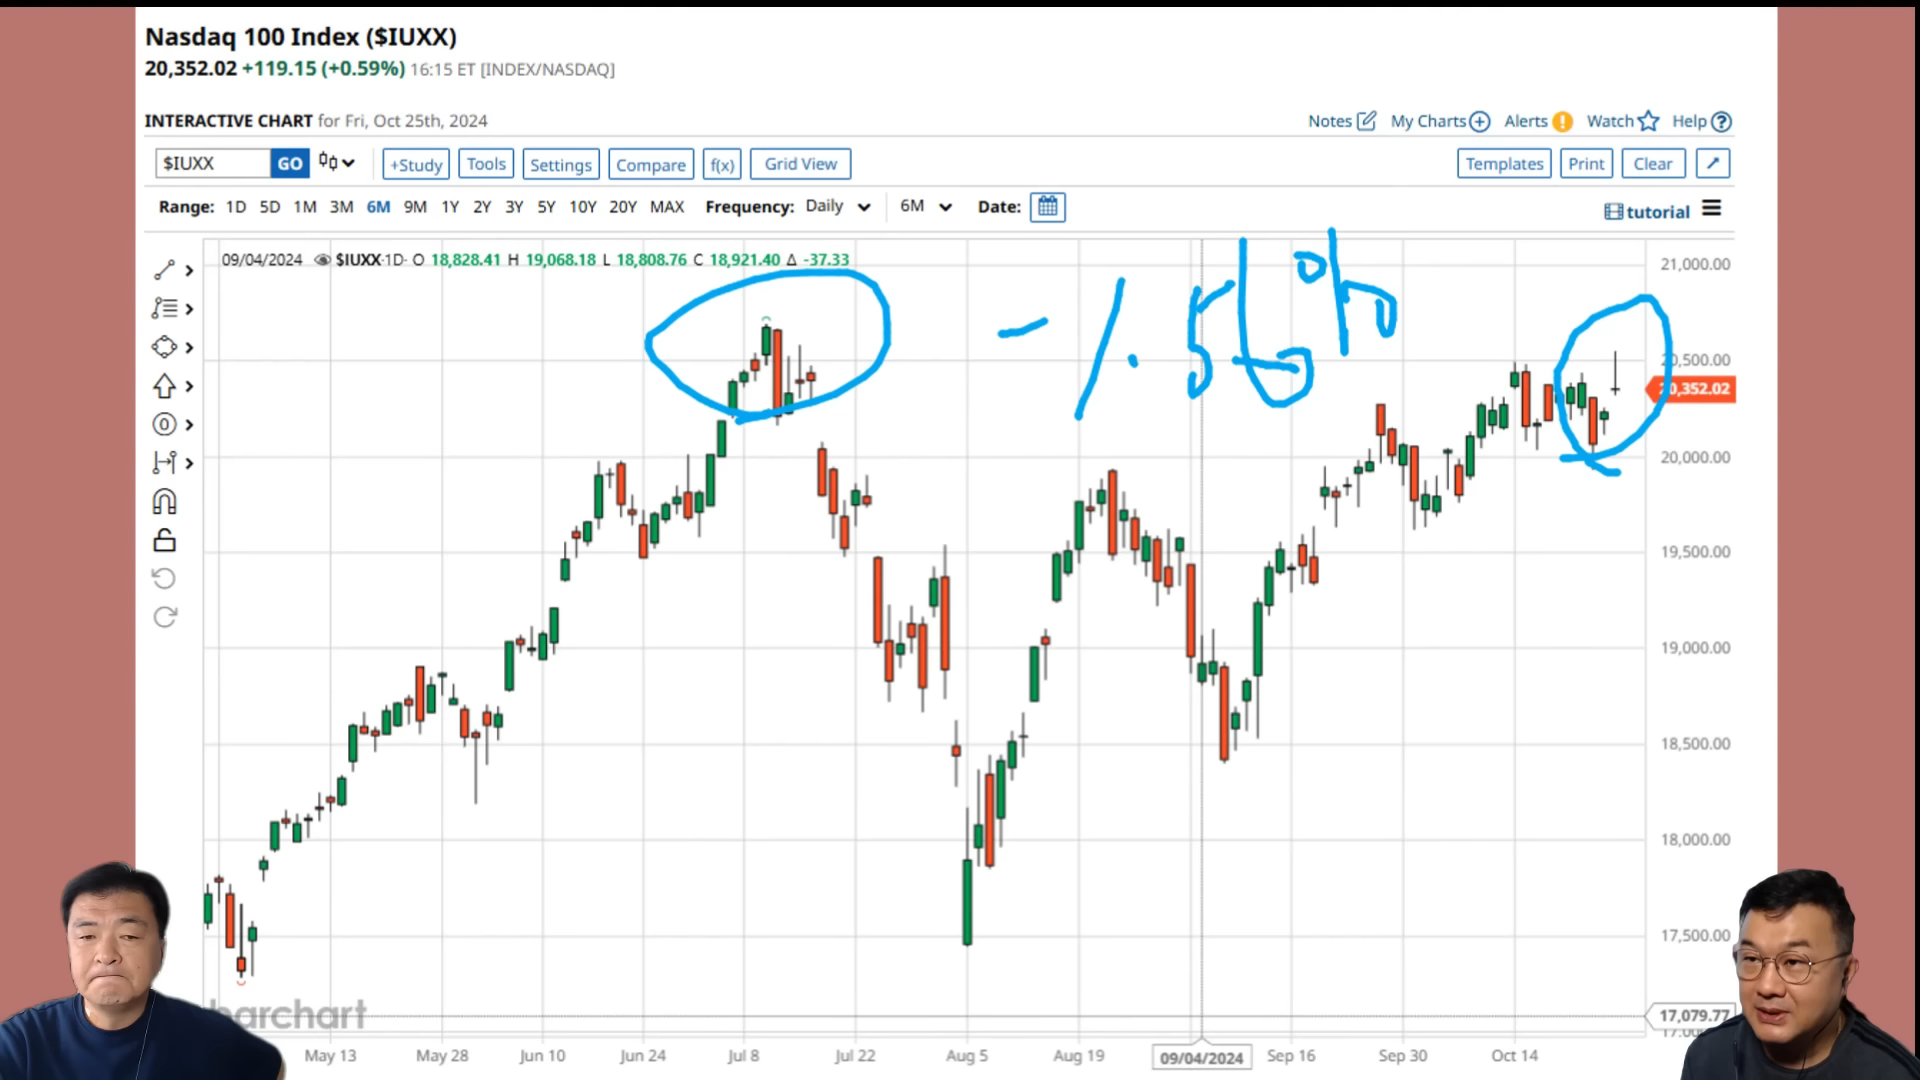 Nasdaq 100 Index ($IUXX)
20,352.02 +119.15 (+0.59%) 16:15 ET [INDEX/NASDAQ]
INTERACTIVE CHART for Fri, Oct 25th, 2024
Notes My Charts Alerts Watch Help
$IUXX GO +Study Tools Settings Compare f(x) Grid View Templates Print Clear
Range: 1D 5D 1M 3M 6M 9M 1Y 2Y 3Y 5Y 10Y 20Y MAX Frequency: Daily 6M Date:
tutorial
09/04/2024 $IUXX·1D· O 18,828.41 H 19,068.18 L 18,808.76 C 18,921.40 Δ -37.33
-1.56%
21,000.00
20,500.00
20,352.02
20,000.00
19,500.00
19,000.00
18,500.00
18,000.00
17,500.00
17,079.77
barchart
May 13 May 28 Jun 10 Jun 24 Jul 8 Jul 22 Aug 5 Aug 19 09/04/2024 Sep 16 Sep 30 Oct 14